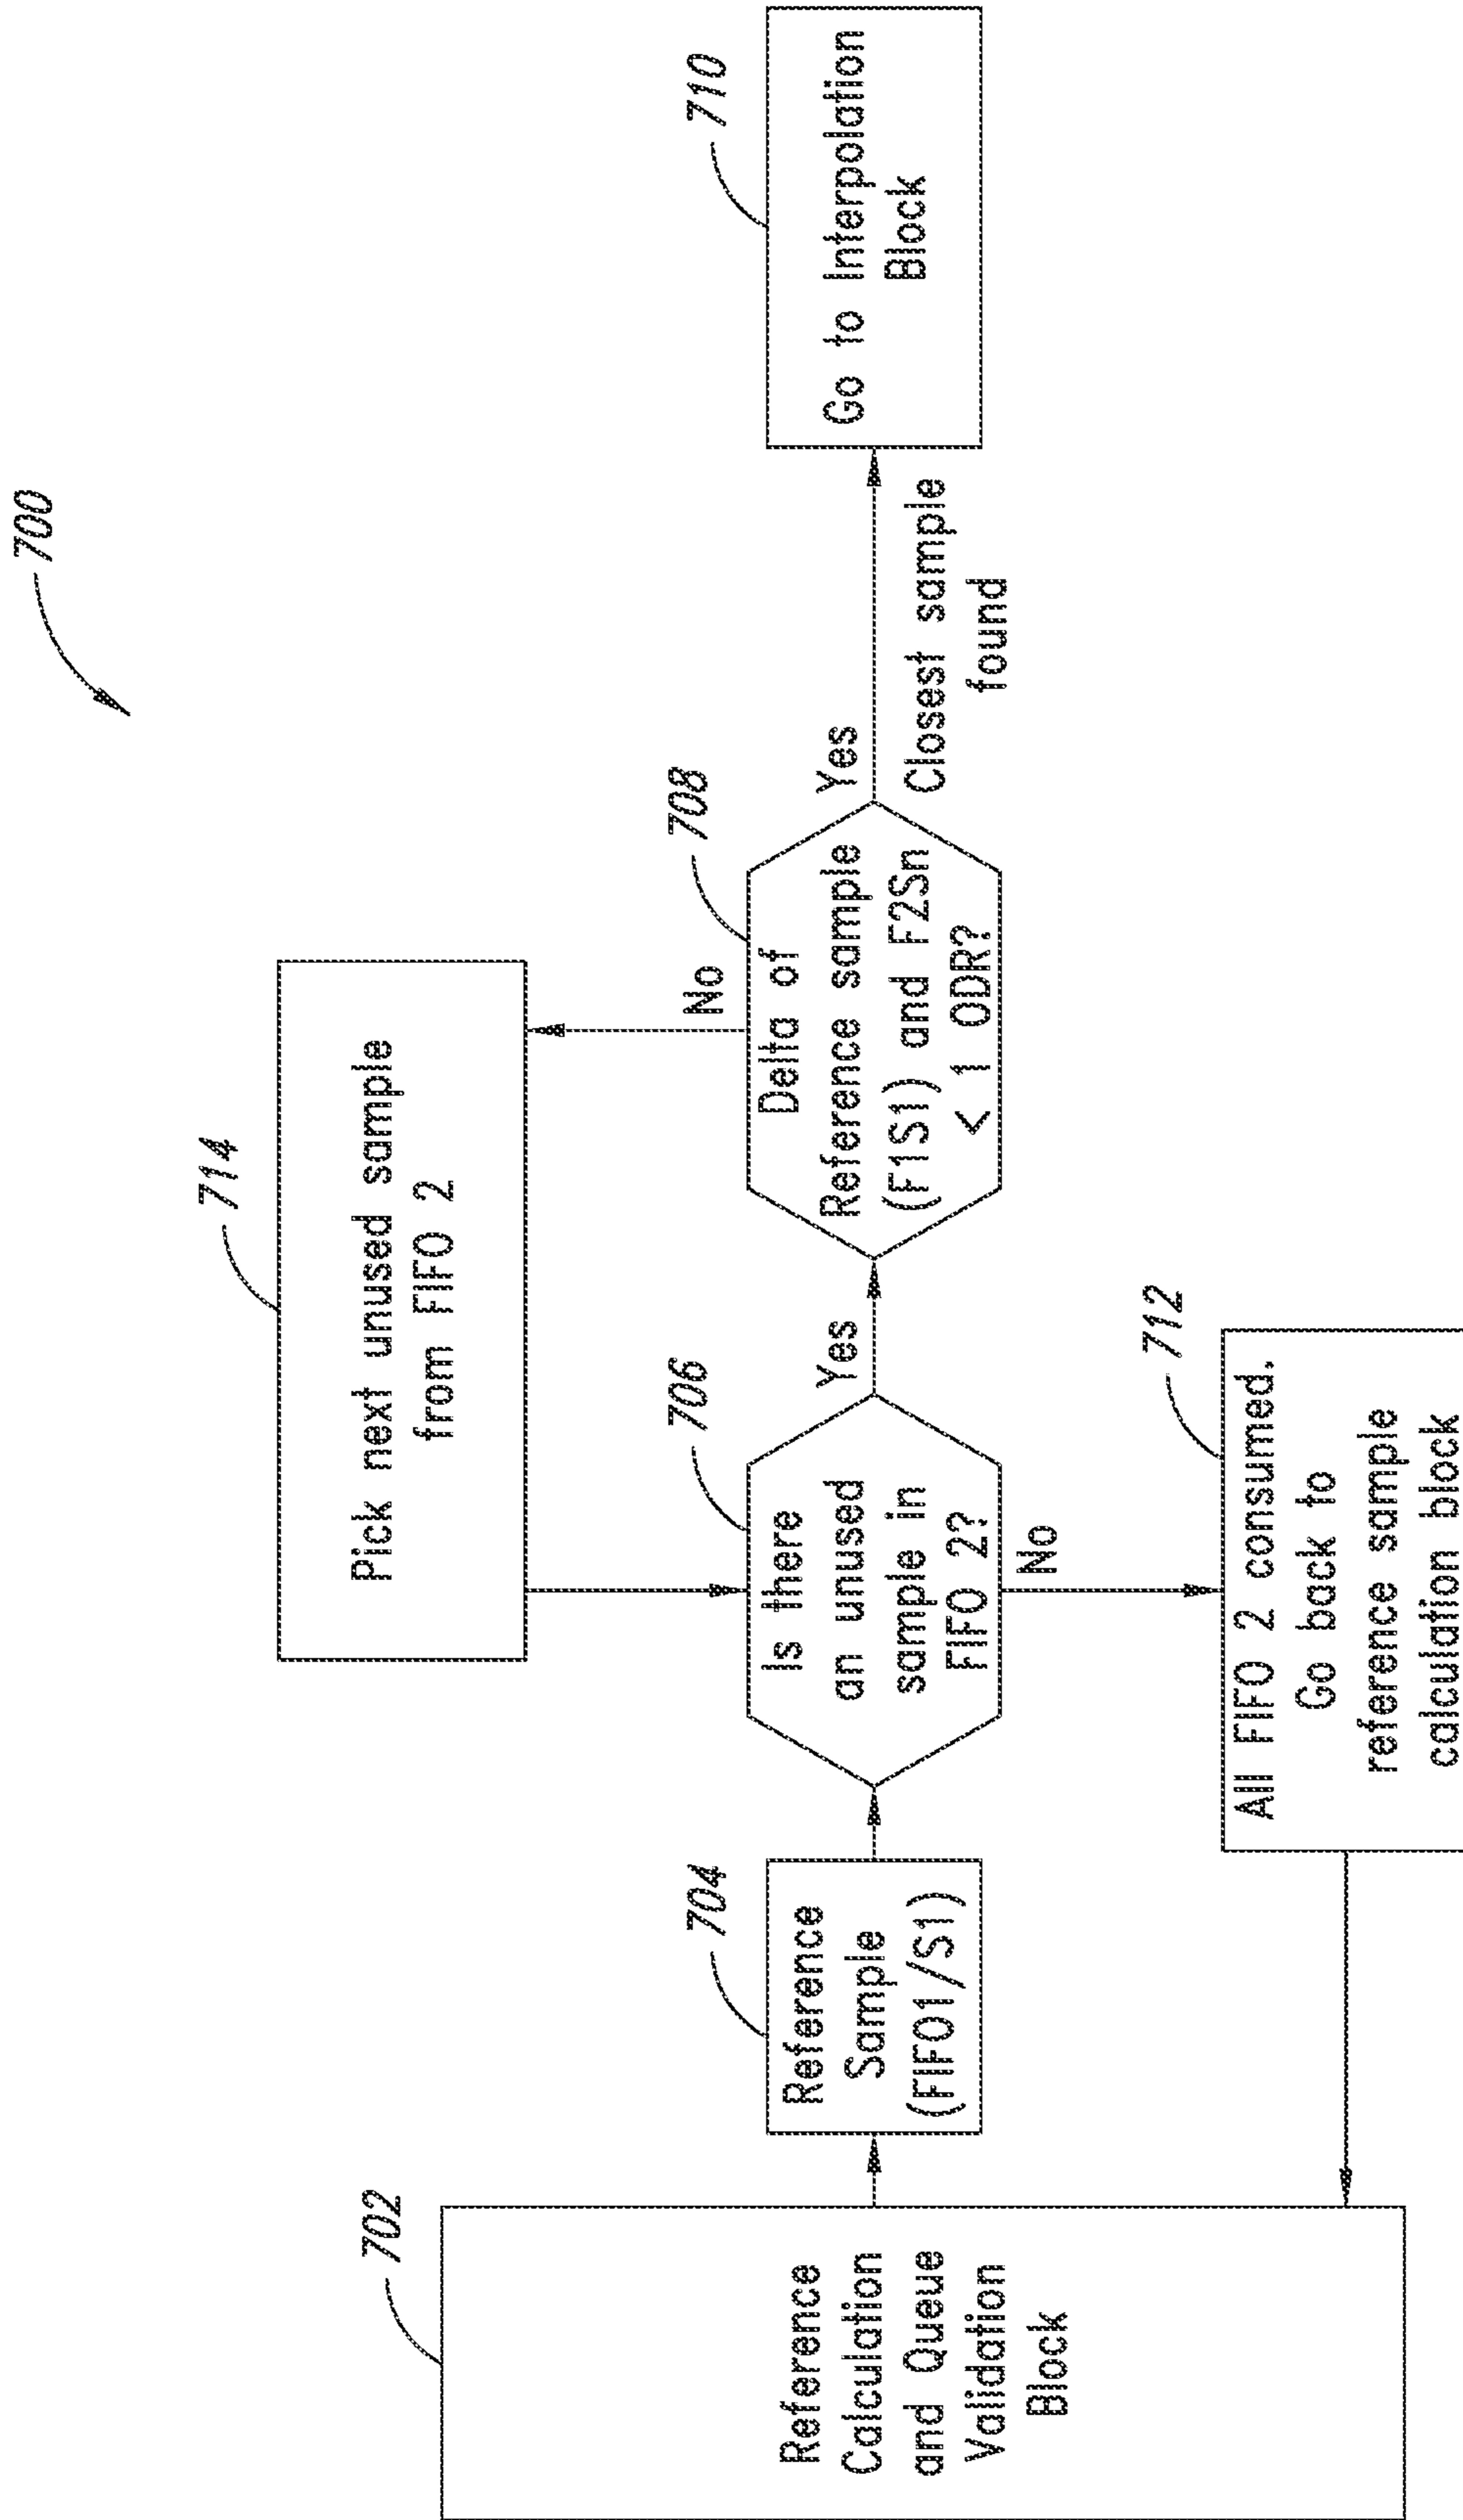 700
702
Reference
Calculation
and Queue
Validation
Block
704
Reference
Sample
(FIFO1/S1)
706
Is there
an unused
sample in
FIFO 2?
Yes
No
708
Delta of
Reference sample
(F1S1) and F2Sn
< 1 ODR?
No
Yes
Closest sample
found
710
Go to Interpolation
Block
714
Pick next unused sample
from FIFO 2
712
All FIFO 2 consumed.
Go back to
reference sample
calculation block